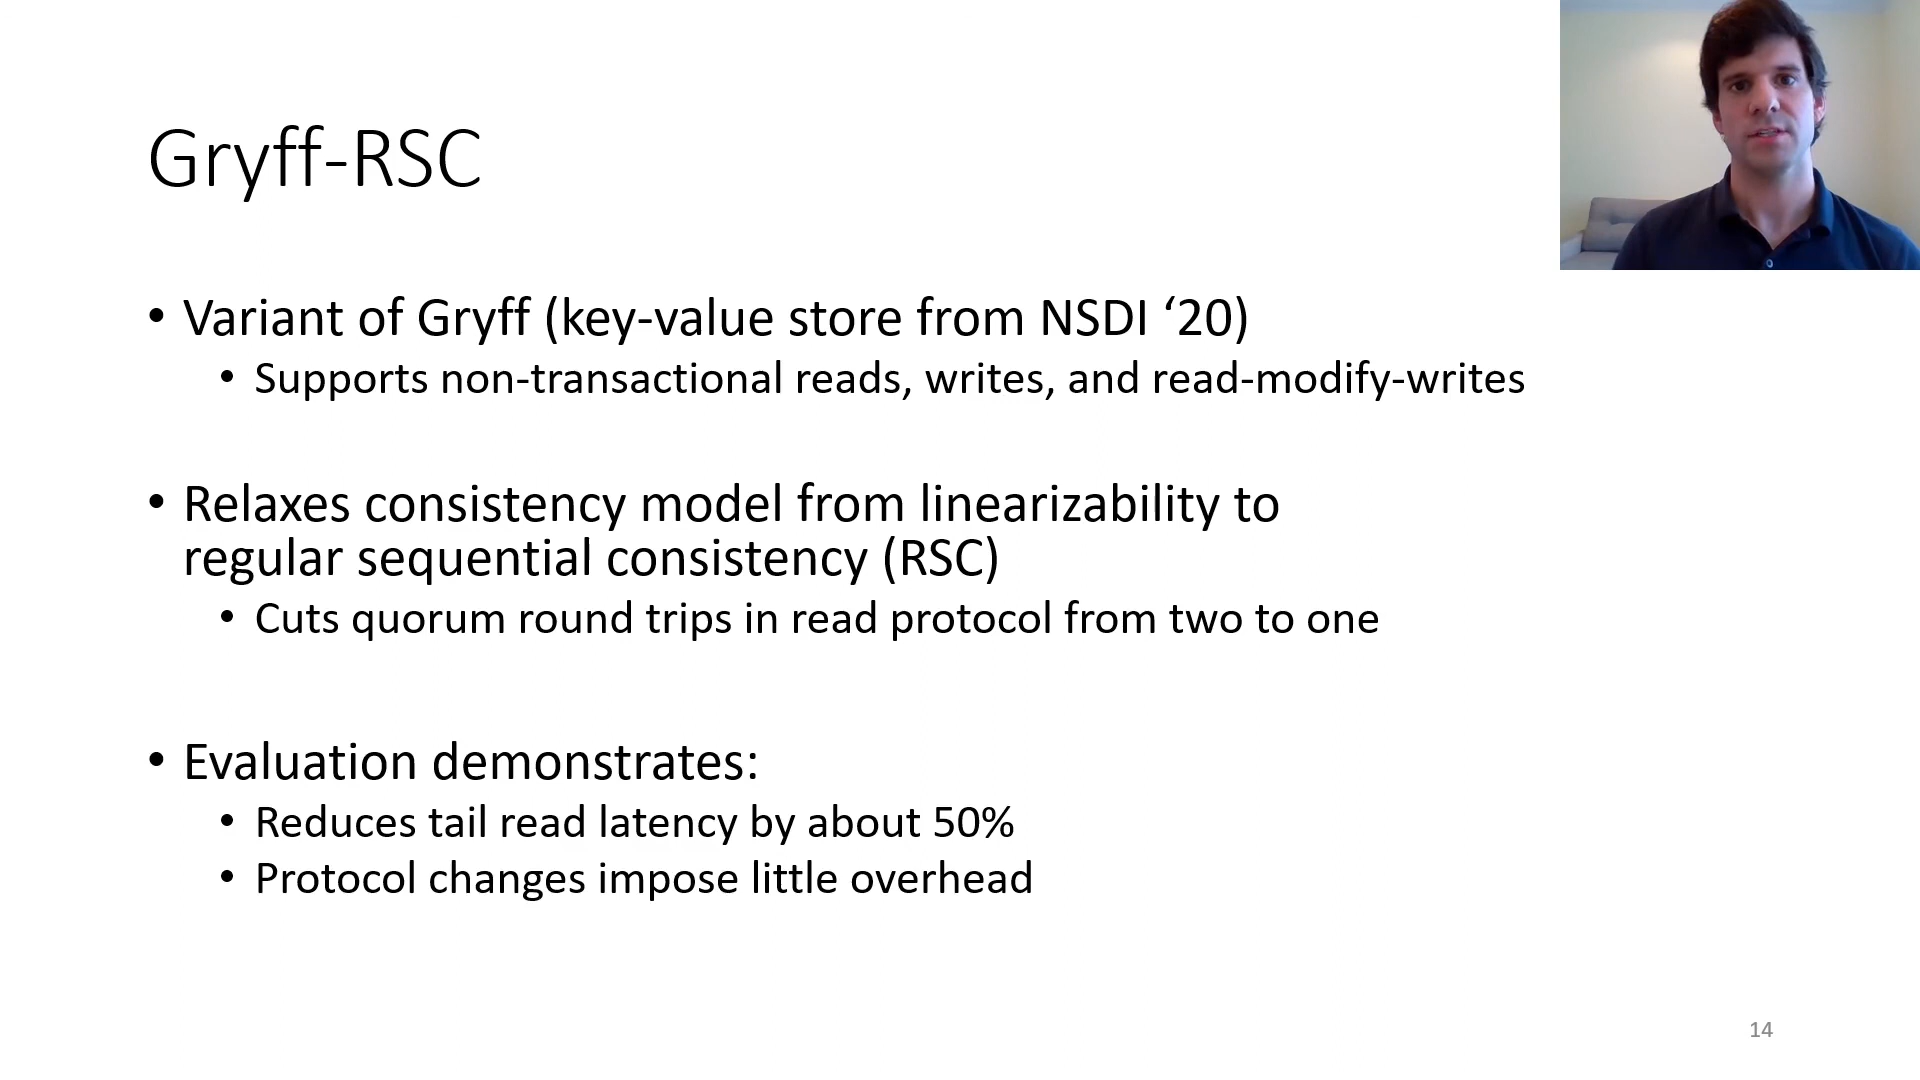 Gryff-RSC
• Variant of Gryff (key-value store from NSDI ‘20)
• Supports non-transactional reads, writes, and read-modify-writes
• Relaxes consistency model from linearizability to
regular sequential consistency (RSC)
• Cuts quorum round trips in read protocol from two to one
• Evaluation demonstrates:
• Reduces tail read latency by about 50%
• Protocol changes impose little overhead
14